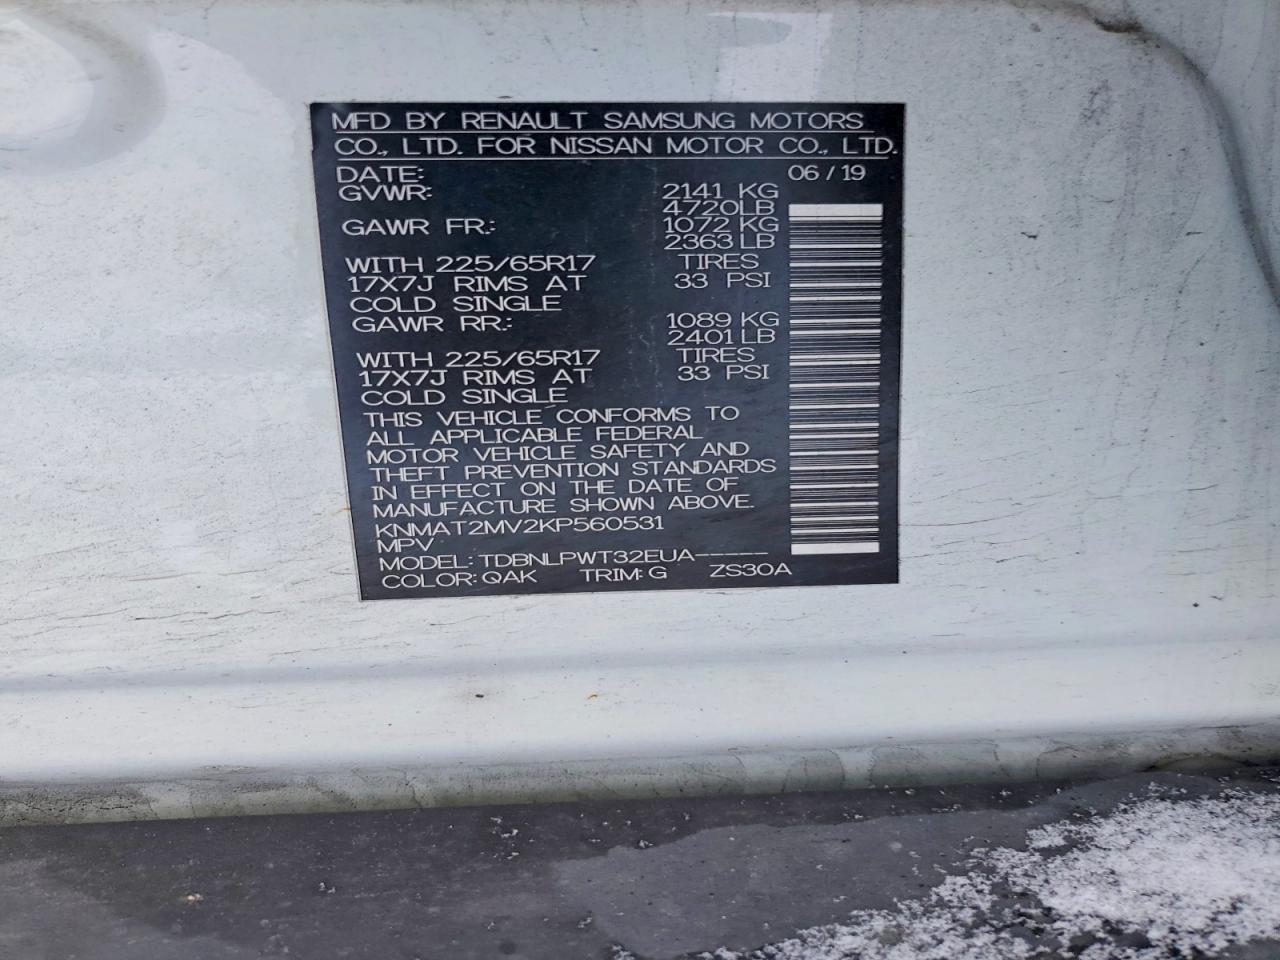 MFD BY RENAULT SAMSUNG MOTORS
CO., LTD. FOR NISSAN MOTOR CO., LTD.
DATE: 06 / 19
GVWR: 2141 KG
4720LB
GAWR FR.: 1072 KG
2363 LB
WITH 225/65R17 TIRES
17X7J RIMS AT 33 PSI
COLD SINGLE
GAWR RR.: 1089 KG
2401 LB
WITH 225/65R17 TIRES
17X7J RIMS AT 33 PSI
COLD SINGLE
THIS VEHICLE CONFORMS TO
ALL APPLICABLE FEDERAL
MOTOR VEHICLE SAFETY AND
THEFT PREVENTION STANDARDS
IN EFFECT ON THE DATE OF
MANUFACTURE SHOWN ABOVE.
KNMAT2MV2KP560531
MPV
MODEL: TDBNLPWT32EUA-----
COLOR: QAK TRIM: G ZS30A